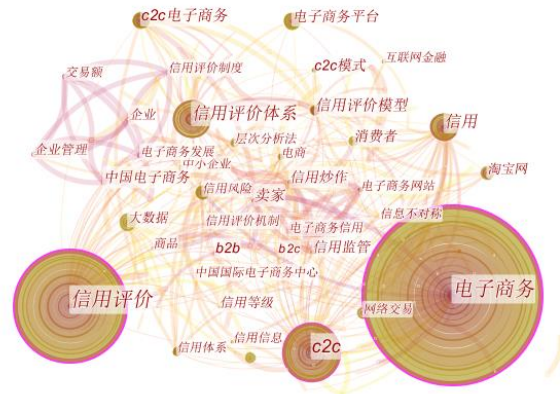 c2c电子商务
电子商务平台
互联网金融
交易额
信用评价制度
c2c模式
信用评价体系
信用评价模型
企业
信用
层次分析法
消费者
企业管理
电子商务发展
电商
中小企业
淘宝网
中国电子商务
信用炒作
信用风险
卖家
电子商务网站
大数据
信用评价机制
信息不对称
电子商务信用
商品
b2b
b2c
信用监管
中国国际电子商务中心
电子商务
信用评价
信用等级
网络交易
信用体系
信用信息
c2c